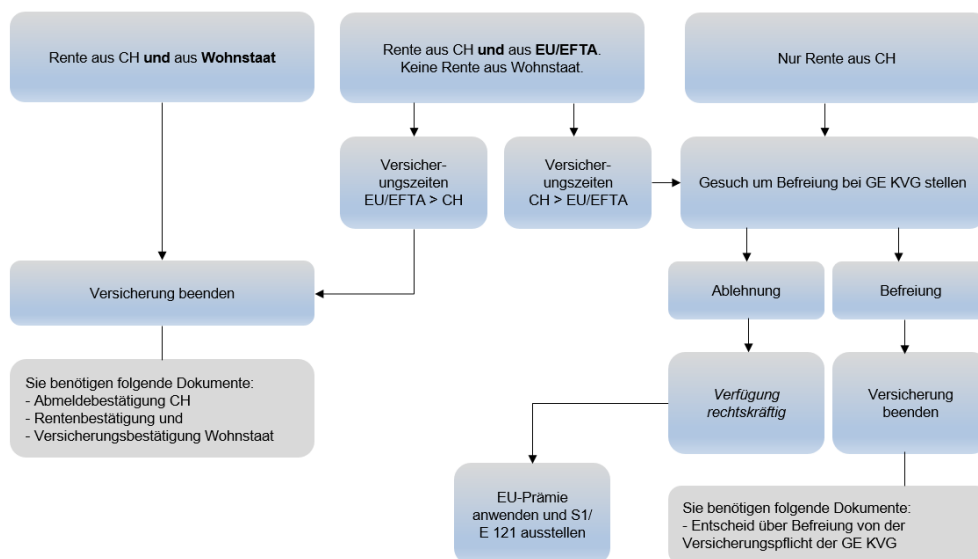 Rente aus CH und aus Wohnstaat
Rente aus CH und aus EU/EFTA.
Keine Rente aus Wohnstaat.
Nur Rente aus CH
Versicher-
ungszeiten
EU/EFTA > CH
Versicher-
ungszeiten
CH > EU/EFTA
Gesuch um Befreiung bei GE KVG stellen
Versicherung beenden
Ablehnung
Befreiung
Sie benötigen folgende Dokumente:
- Abmeldebestätigung CH
- Rentenbestätigung und
- Versicherungsbestätigung Wohnstaat
Verfügung
rechtskräftig
Versicherung
beenden
EU-Prämie
anwenden und S1/
E 121 ausstellen
Sie benötigen folgende Dokumente:
- Entscheid über Befreiung von der
Versicherungspflicht der GE KVG